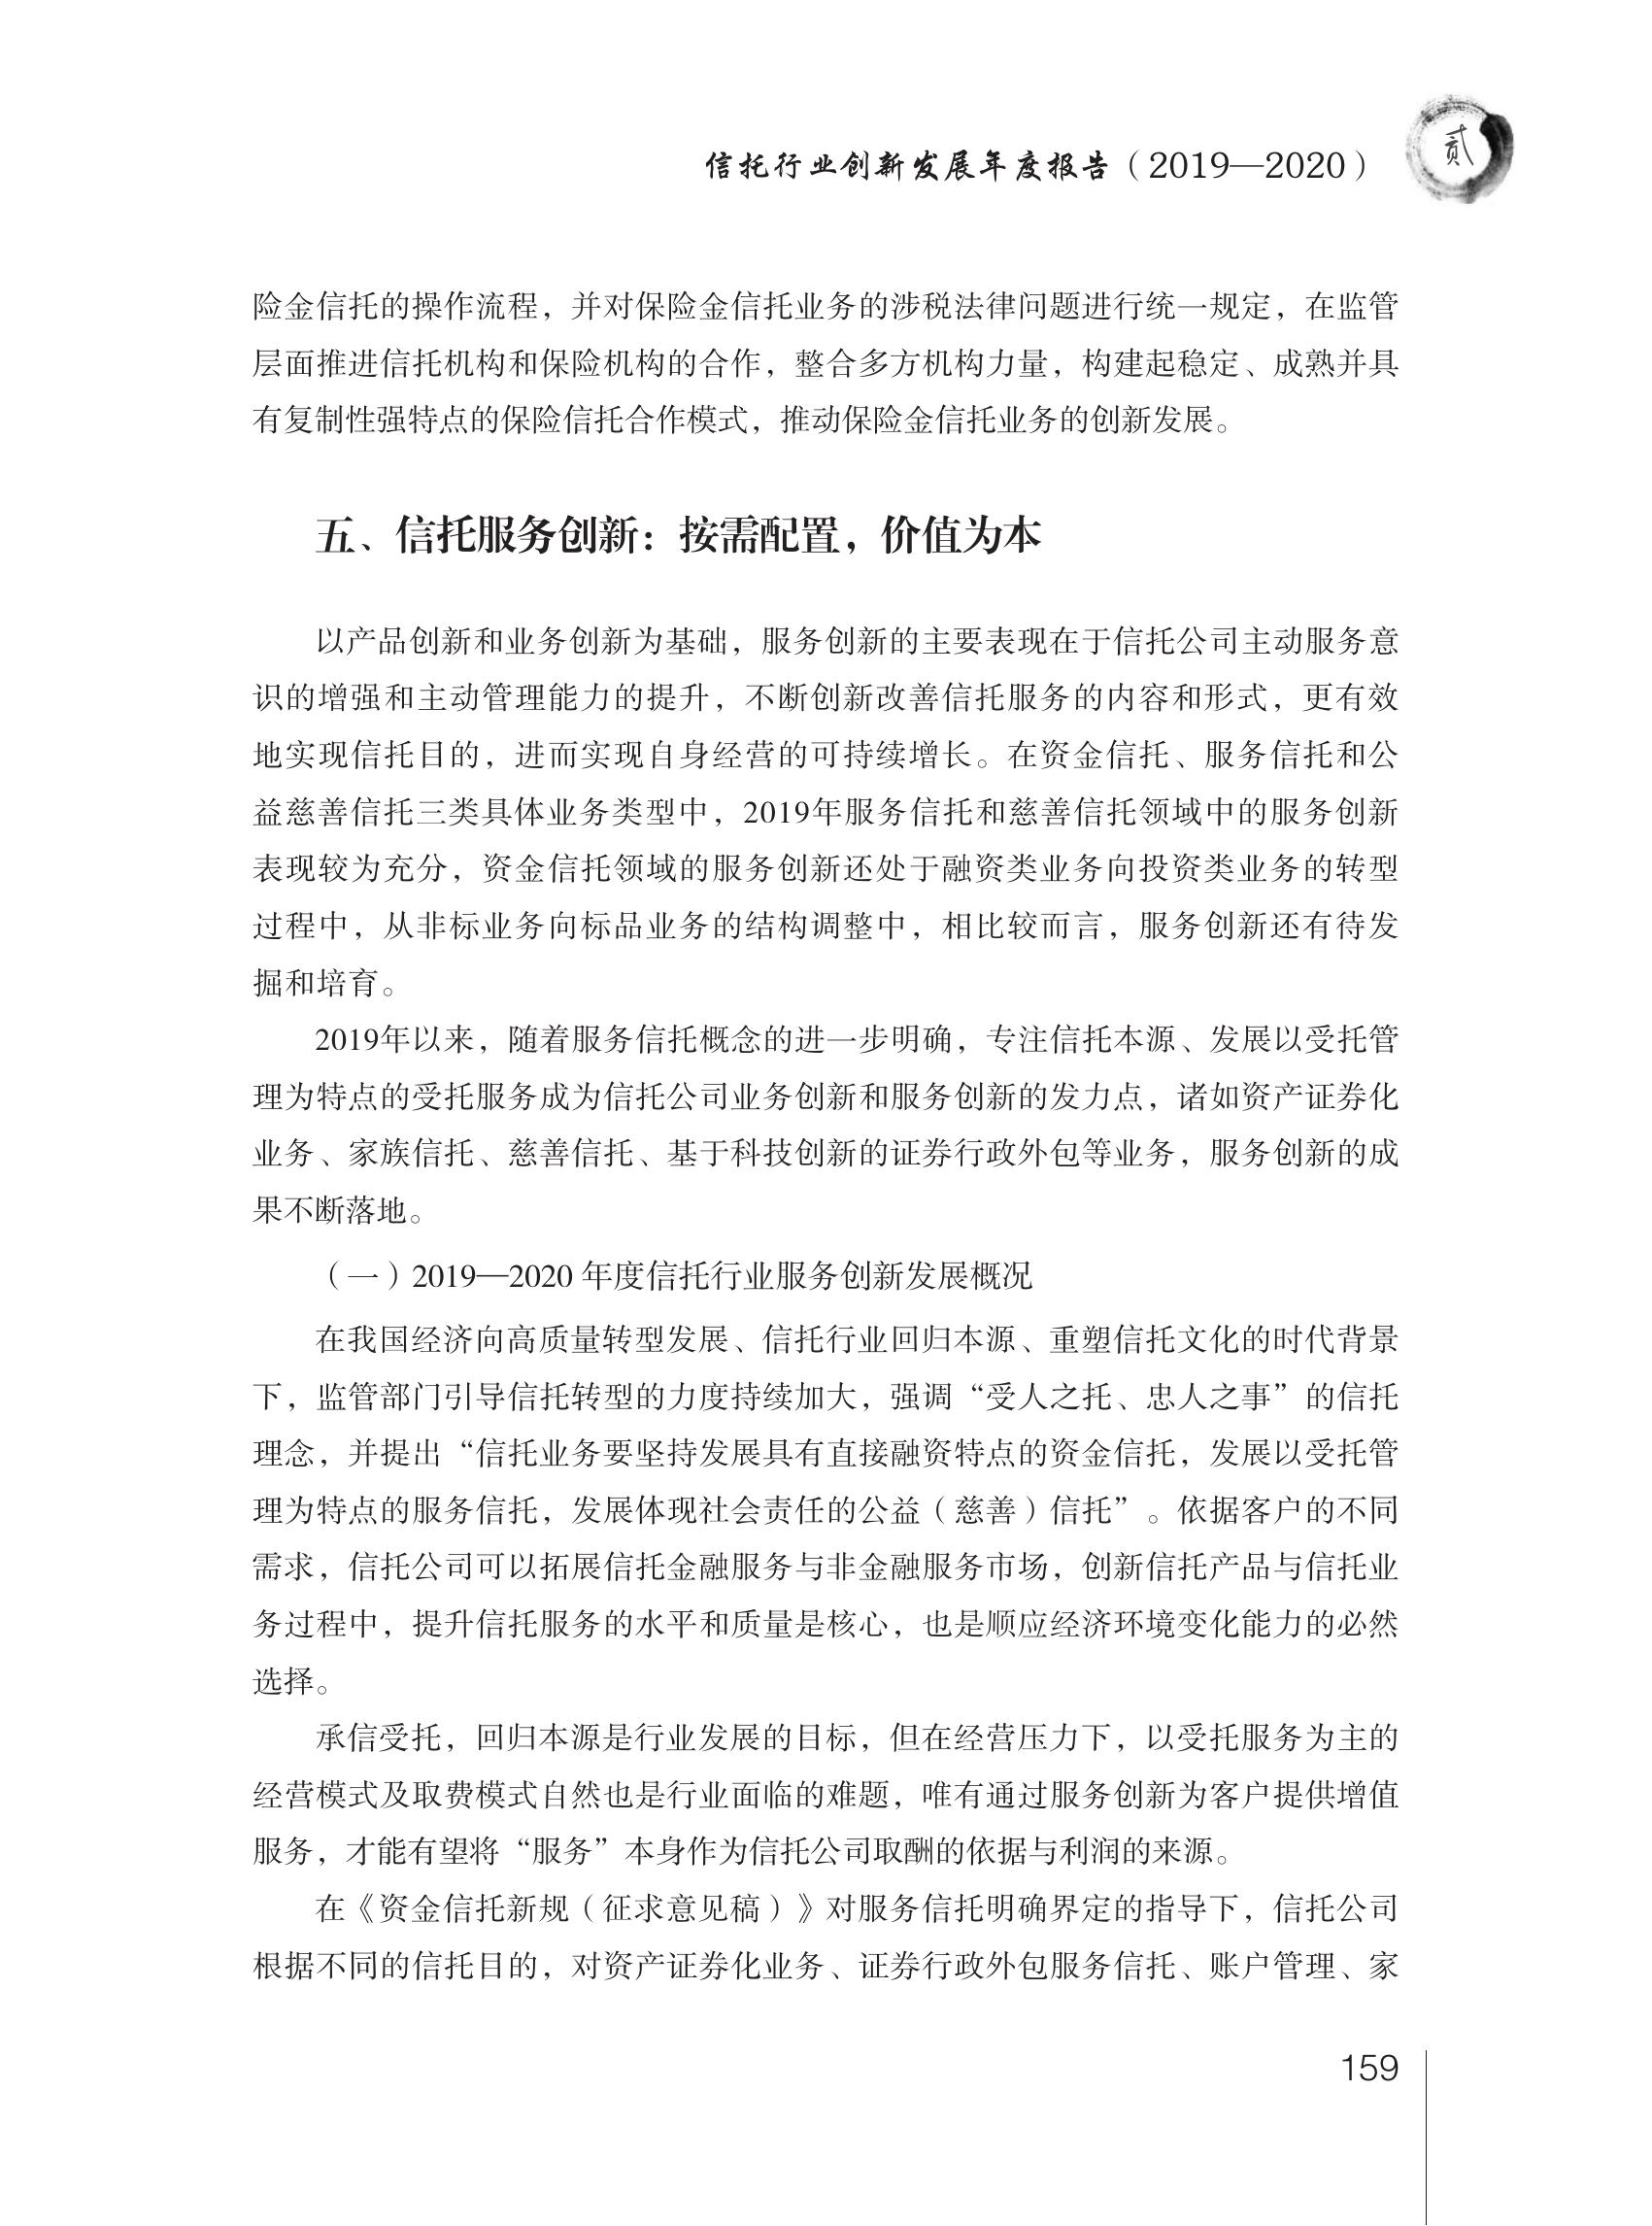 信托行业创新发展年度报告（2019—2020）
贰
险金信托的操作流程，并对保险金信托业务的涉税法律问题进行统一规定，在监管
层面推进信托机构和保险机构的合作，整合多方机构力量，构建起稳定、成熟并具
有复制性强特点的保险信托合作模式，推动保险金信托业务的创新发展。
五、信托服务创新：按需配置，价值为本
以产品创新和业务创新为基础，服务创新的主要表现在于信托公司主动服务意
识的增强和主动管理能力的提升，不断创新改善信托服务的内容和形式，更有效
地实现信托目的，进而实现自身经营的可持续增长。在资金信托、服务信托和公
益慈善信托三类具体业务类型中，2019年服务信托和慈善信托领域中的服务创新
表现较为充分，资金信托领域的服务创新还处于融资类业务向投资类业务的转型
过程中，从非标业务向标品业务的结构调整中，相比较而言，服务创新还有待发
掘和培育。
2019年以来，随着服务信托概念的进一步明确，专注信托本源、发展以受托管
理为特点的受托服务成为信托公司业务创新和服务创新的发力点，诸如资产证券化
业务、家族信托、慈善信托、基于科技创新的证券行政外包等业务，服务创新的成
果不断落地。
（一）2019—2020 年度信托行业服务创新发展概况
在我国经济向高质量转型发展、信托行业回归本源、重塑信托文化的时代背景
下，监管部门引导信托转型的力度持续加大，强调“受人之托、忠人之事”的信托
理念，并提出“信托业务要坚持发展具有直接融资特点的资金信托，发展以受托管
理为特点的服务信托，发展体现社会责任的公益（慈善）信托”。依据客户的不同
需求，信托公司可以拓展信托金融服务与非金融服务市场，创新信托产品与信托业
务过程中，提升信托服务的水平和质量是核心，也是顺应经济环境变化能力的必然
选择。
承信受托，回归本源是行业发展的目标，但在经营压力下，以受托服务为主的
经营模式及取费模式自然也是行业面临的难题，唯有通过服务创新为客户提供增值
服务，才能有望将“服务”本身作为信托公司取酬的依据与利润的来源。
在《资金信托新规（征求意见稿）》对服务信托明确界定的指导下，信托公司
根据不同的信托目的，对资产证券化业务、证券行政外包服务信托、账户管理、家
159